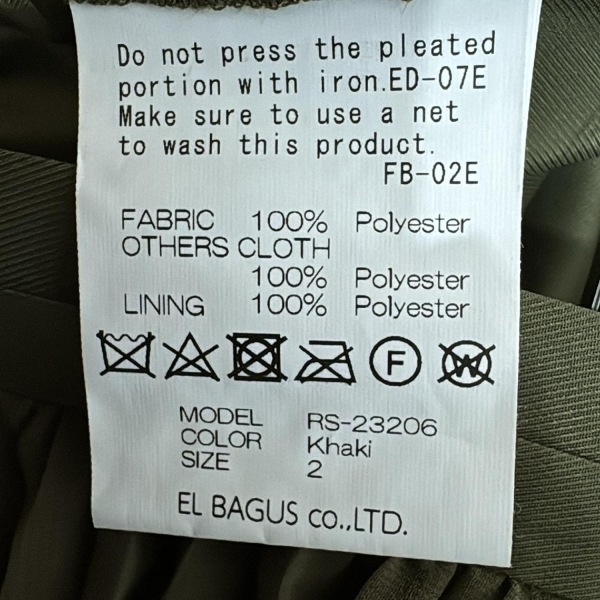 Do not press the pleated
portion with iron.ED-07E
Make sure to use a net
to wash this product.
FB-02E
FABRIC 100% Polyester
OTHERS CLOTH
100% Polyester
LINING 100% Polyester
F W
MODEL RS-23206
COLOR Khaki
SIZE 2
EL BAGUS co.,LTD.